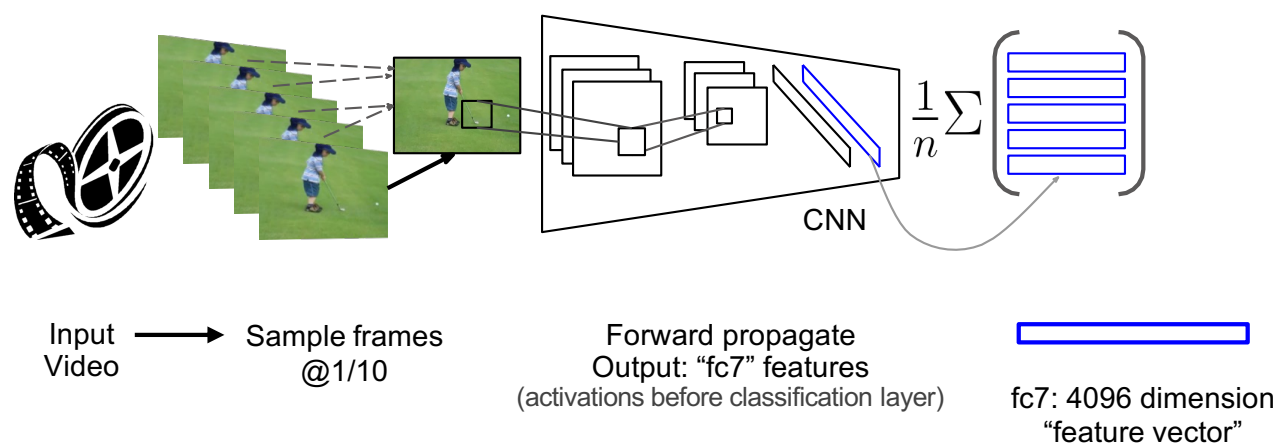 CNN
1/n ∑
Input
Video
Sample frames
@1/10
Forward propagate
Output: “fc7” features
(activations before classification layer)
fc7: 4096 dimension
“feature vector”